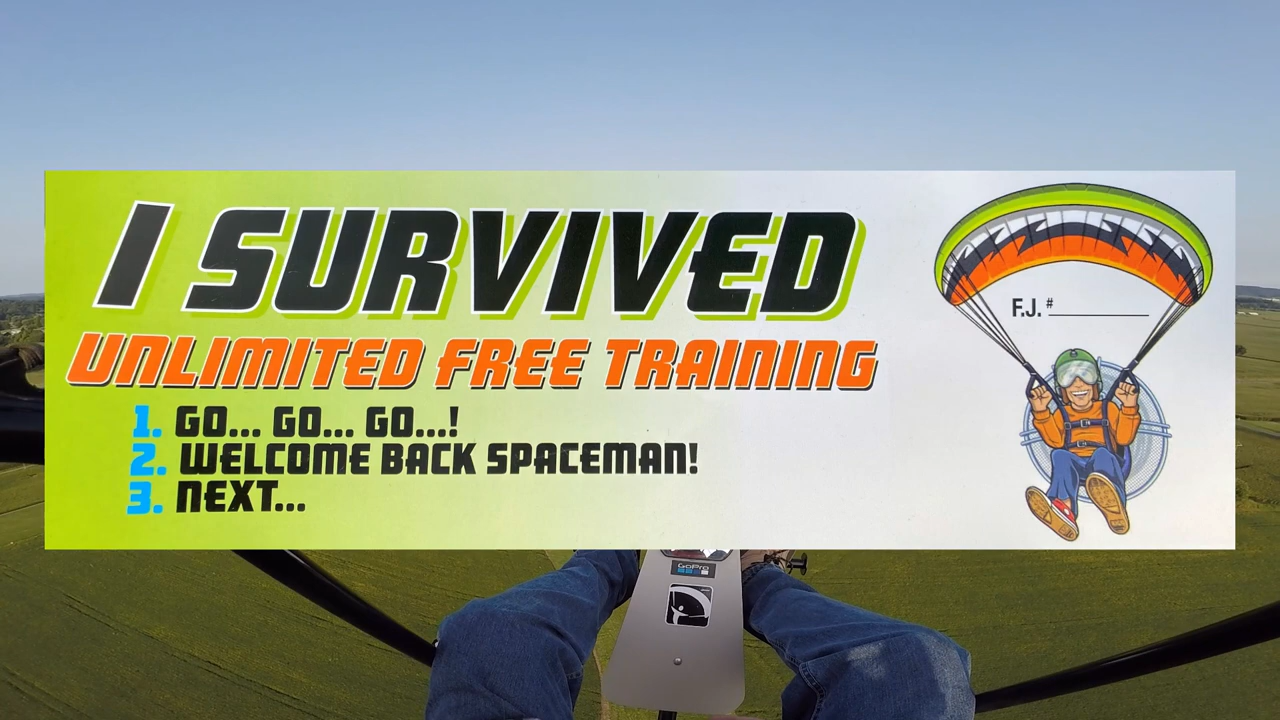 I SURVIVED
UNLIMITED FREE TRAINING
1. GO... GO... GO...!
2. WELCOME BACK SPACEMAN!
3. NEXT...
F.J. #
GoPro